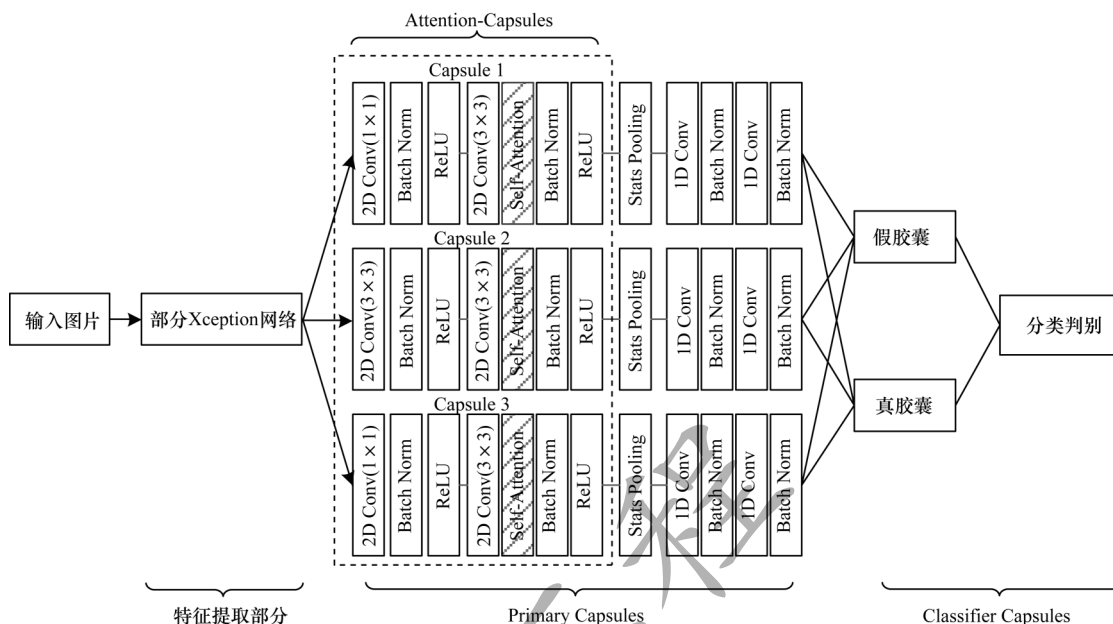 Attention-Capsules
Capsule 1
2D Conv(1×1)
Batch Norm
ReLU
2D Conv(3×3)
Self-Attention
Batch Norm
ReLU
Stats Pooling
1D Conv
Batch Norm
1D Conv
Batch Norm
Capsule 2
2D Conv(3×3)
Batch Norm
ReLU
2D Conv(3×3)
Self-Attention
Batch Norm
ReLU
Stats Pooling
1D Conv
Batch Norm
1D Conv
Batch Norm
Capsule 3
2D Conv(1×1)
Batch Norm
ReLU
2D Conv(3×3)
Self-Attention
Batch Norm
ReLU
Stats Pooling
1D Conv
Batch Norm
1D Conv
Batch Norm
输入图片
部分Xception网络
假胶囊
真胶囊
分类判别
特征提取部分
Primary Capsules
Classifier Capsules
程